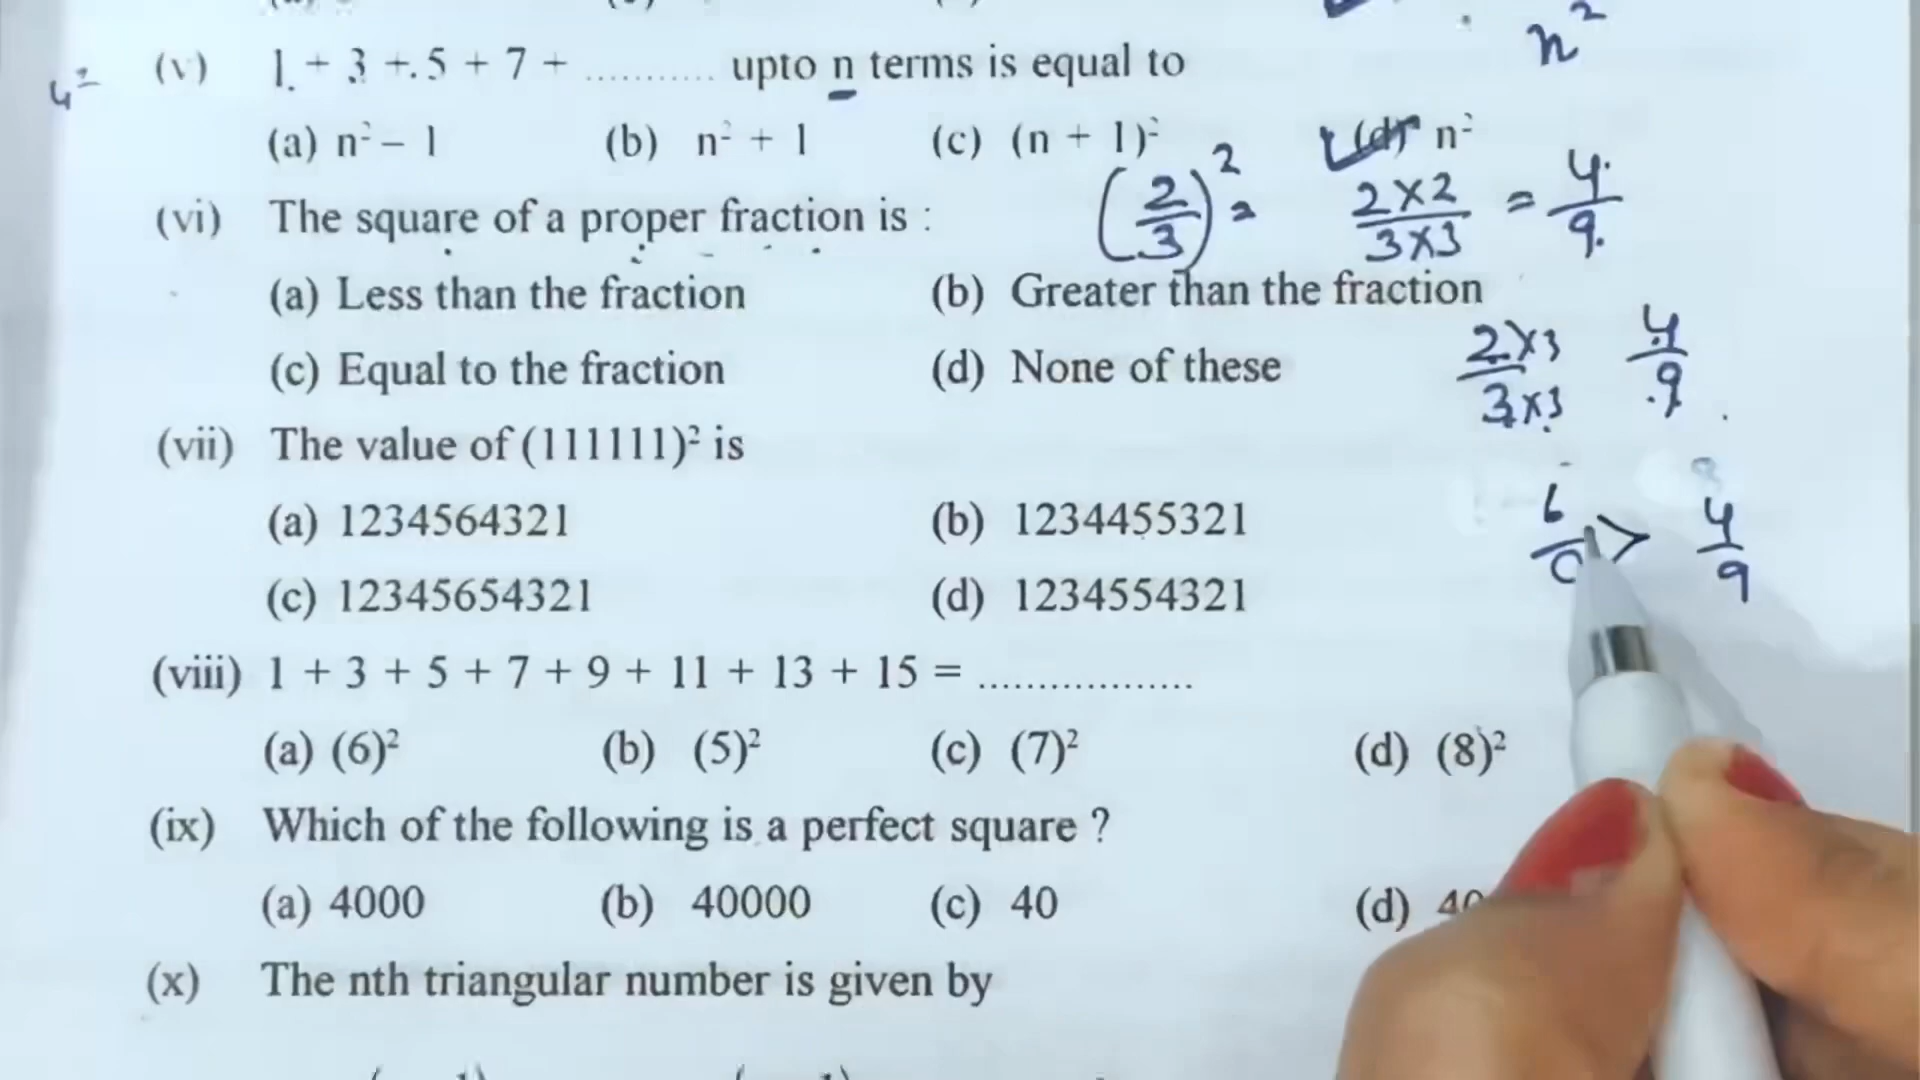 n²
4² (v) 1 + 3 + 5 + 7 + ........... upto n terms is equal to
(a) n² – 1 (b) n² + 1 (c) (n + 1)² (d) n²
(vi) The square of a proper fraction is : (2/3)² = 2×2/3×3 = 4/9
(a) Less than the fraction (b) Greater than the fraction
(c) Equal to the fraction (d) None of these 2×3/3×3 4/9
(vii) The value of (111111)² is
(a) 1234564321 (b) 1234455321 6/ > 4/9
(c) 12345654321 (d) 1234554321
(viii) 1 + 3 + 5 + 7 + 9 + 11 + 13 + 15 = ..................
(a) (6)² (b) (5)² (c) (7)² (d) (8)²
(ix) Which of the following is a perfect square ?
(a) 4000 (b) 40000 (c) 40 (d)
(x) The nth triangular number is given by